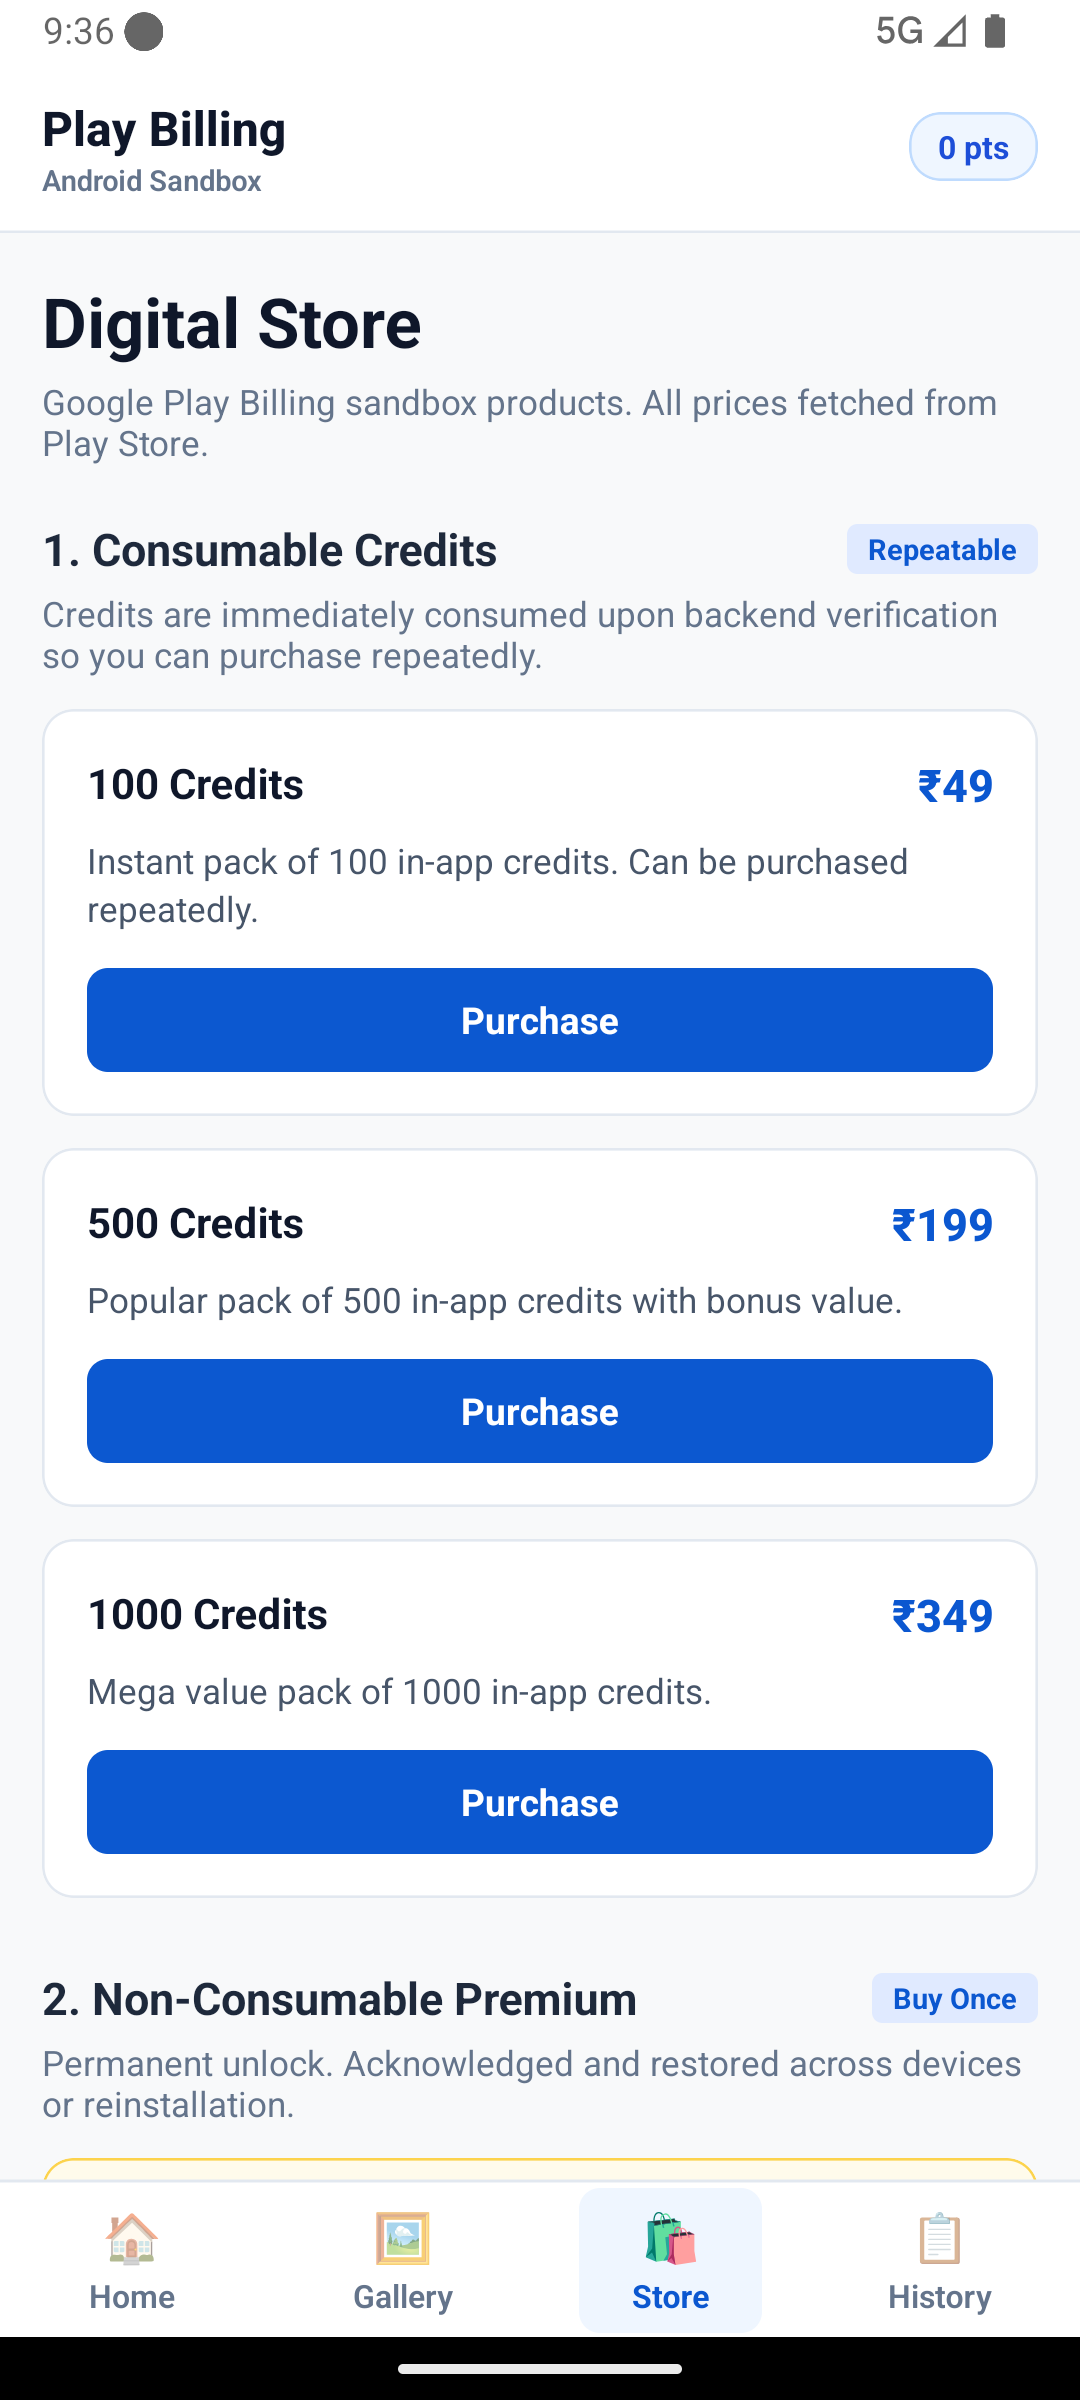 9:36
5G
Play Billing
Android Sandbox
0 pts
Digital Store
Google Play Billing sandbox products. All prices fetched from
Play Store.
1. Consumable Credits
Repeatable
Credits are immediately consumed upon backend verification
so you can purchase repeatedly.
100 Credits
₹49
Instant pack of 100 in-app credits. Can be purchased
repeatedly.
Purchase
500 Credits
₹199
Popular pack of 500 in-app credits with bonus value.
Purchase
1000 Credits
₹349
Mega value pack of 1000 in-app credits.
Purchase
2. Non-Consumable Premium
Buy Once
Permanent unlock. Acknowledged and restored across devices
or reinstallation.
Home
Gallery
Store
History